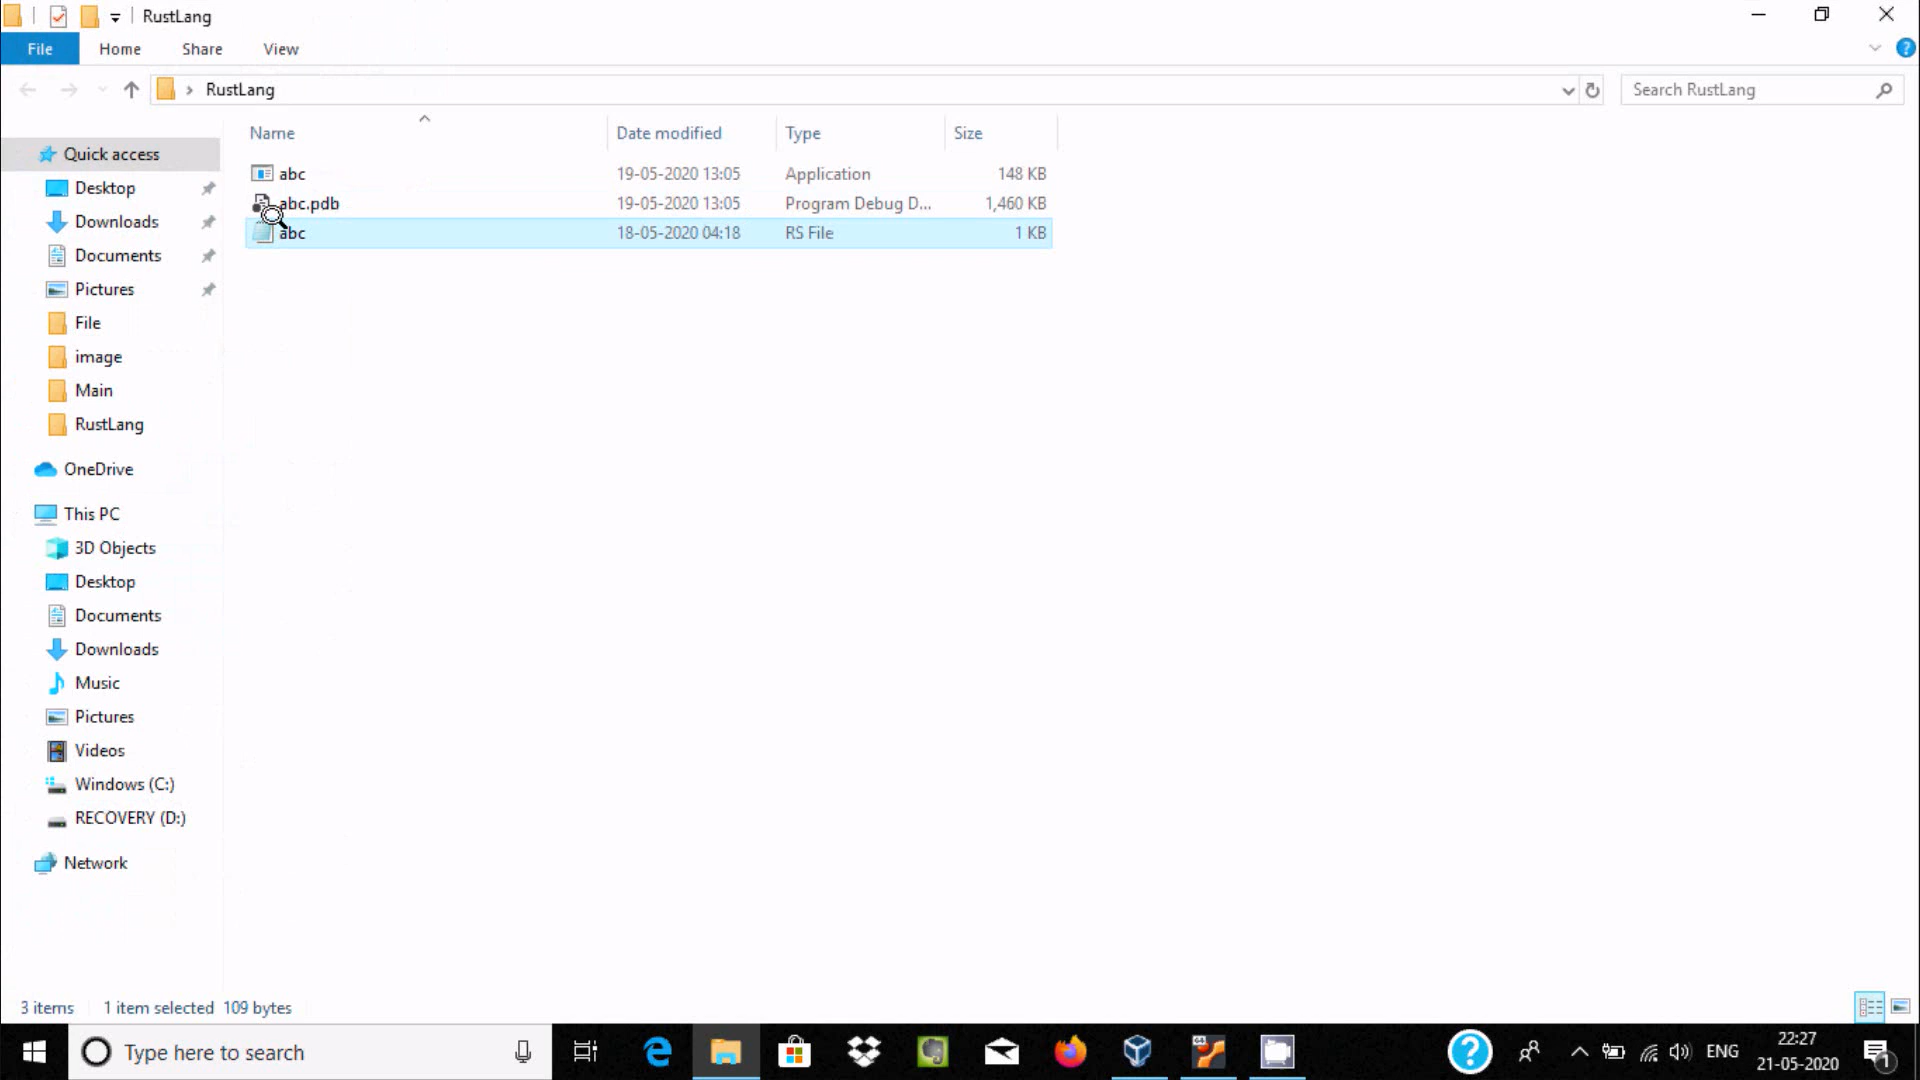 RustLang
File Home Share View
RustLang
Search RustLang
Name Date modified Type Size
Quick access
abc 19-05-2020 13:05 Application 148 KB
Desktop
abc.pdb 19-05-2020 13:05 Program Debug D... 1,460 KB
Downloads
abc 18-05-2020 04:18 RS File 1 KB
Documents
Pictures
File
image
Main
RustLang
OneDrive
This PC
3D Objects
Desktop
Documents
Downloads
Music
Pictures
Videos
Windows (C:)
RECOVERY (D:)
Network
3 items 1 item selected 109 bytes
Type here to search
ENG
22:27
21-05-2020
1